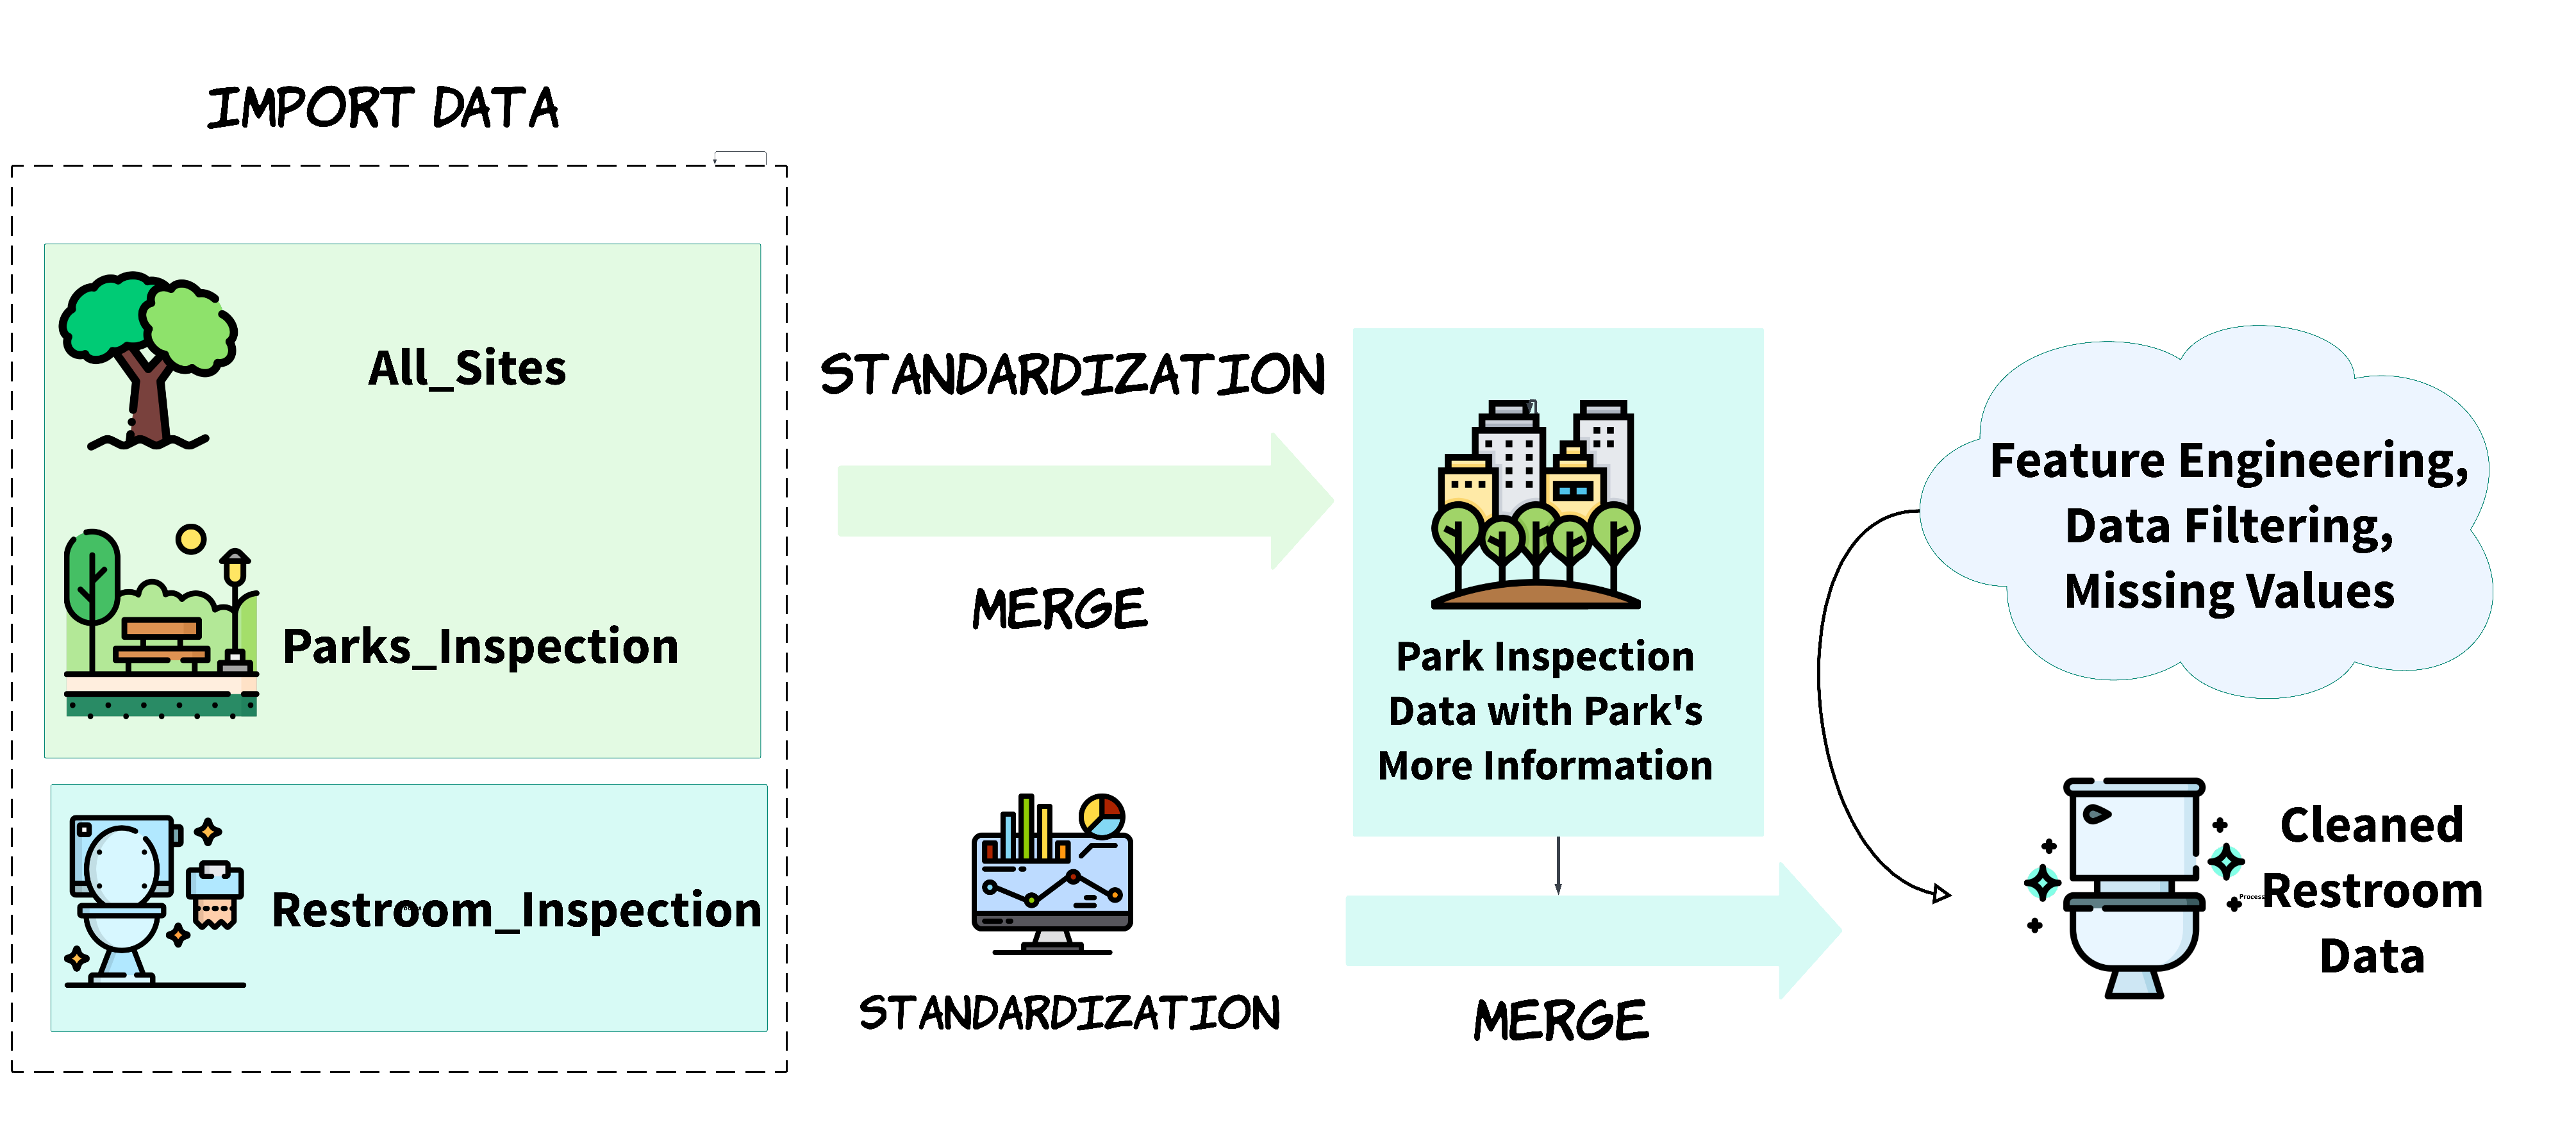 IMPORT DATA
All_Sites
Parks_Inspection
Restroom_Inspection
STANDARDIZATION
MERGE
STANDARDIZATION
Park Inspection
Data with Park's
More Information
MERGE
Feature Engineering,
Data Filtering,
Missing Values
Process
Cleaned
Restroom
Data